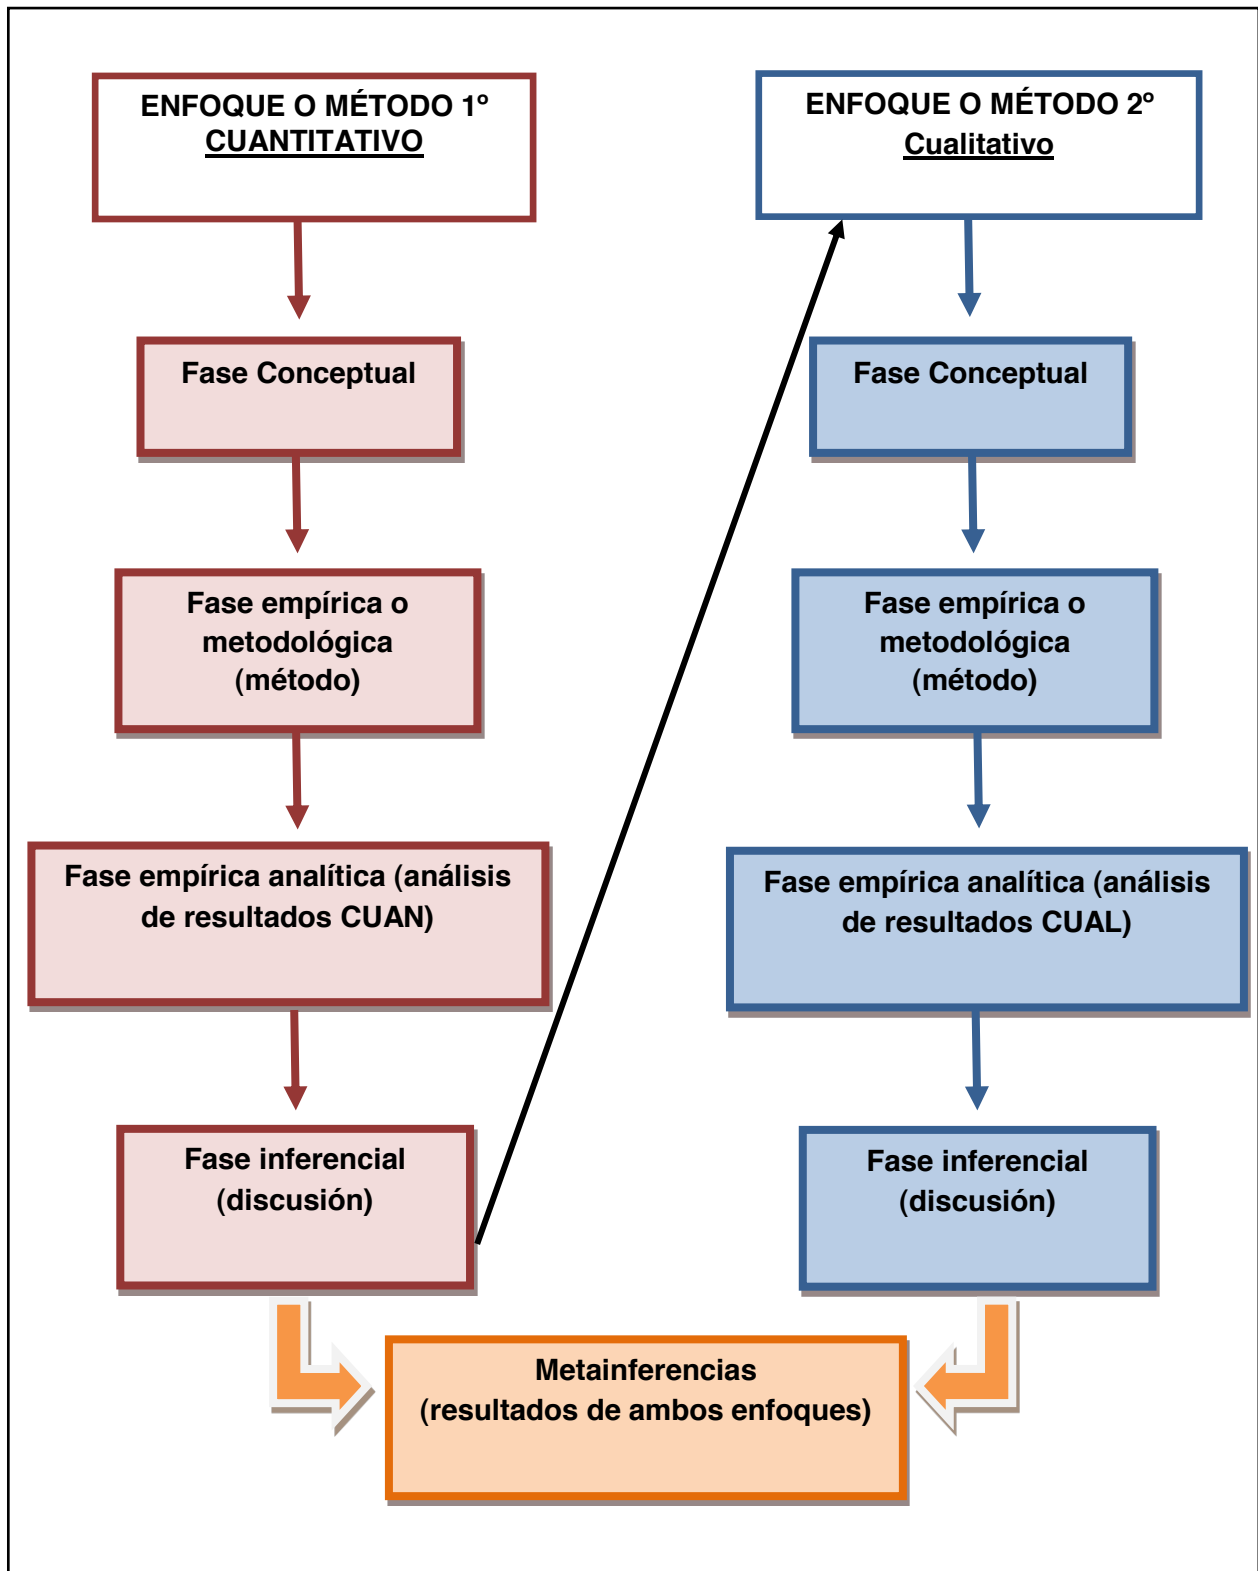 ENFOQUE O MÉTODO 1º
CUANTITATIVO
Fase Conceptual
Fase empírica o
metodológica
(método)
Fase empírica analítica (análisis
de resultados CUAN)
Fase inferencial
(discusión)
ENFOQUE O MÉTODO 2º
Cualitativo
Fase Conceptual
Fase empírica o
metodológica
(método)
Fase empírica analítica (análisis
de resultados CUAL)
Fase inferencial
(discusión)
Metainferencias
(resultados de ambos enfoques)